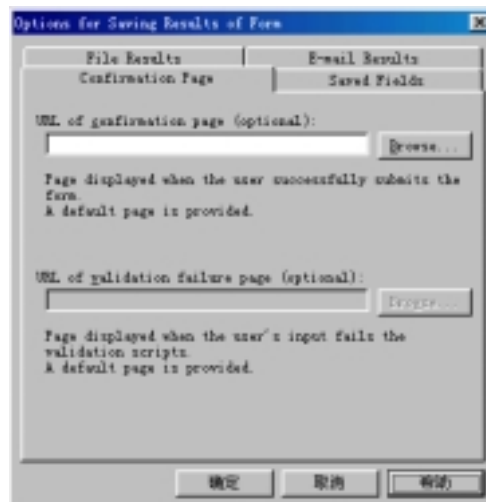 Options for Saving Results of Form
File Results
E-mail Results
Confirmation Page
Saved Fields
URL of confirmation page (optional):
Browse...
Page displayed when the user successfully submits the
form.
A default page is provided.
URL of validation failure page (optional):
Browse...
Page displayed when the user's input fails the
validation scripts.
A default page is provided.
确定
取消
帮助